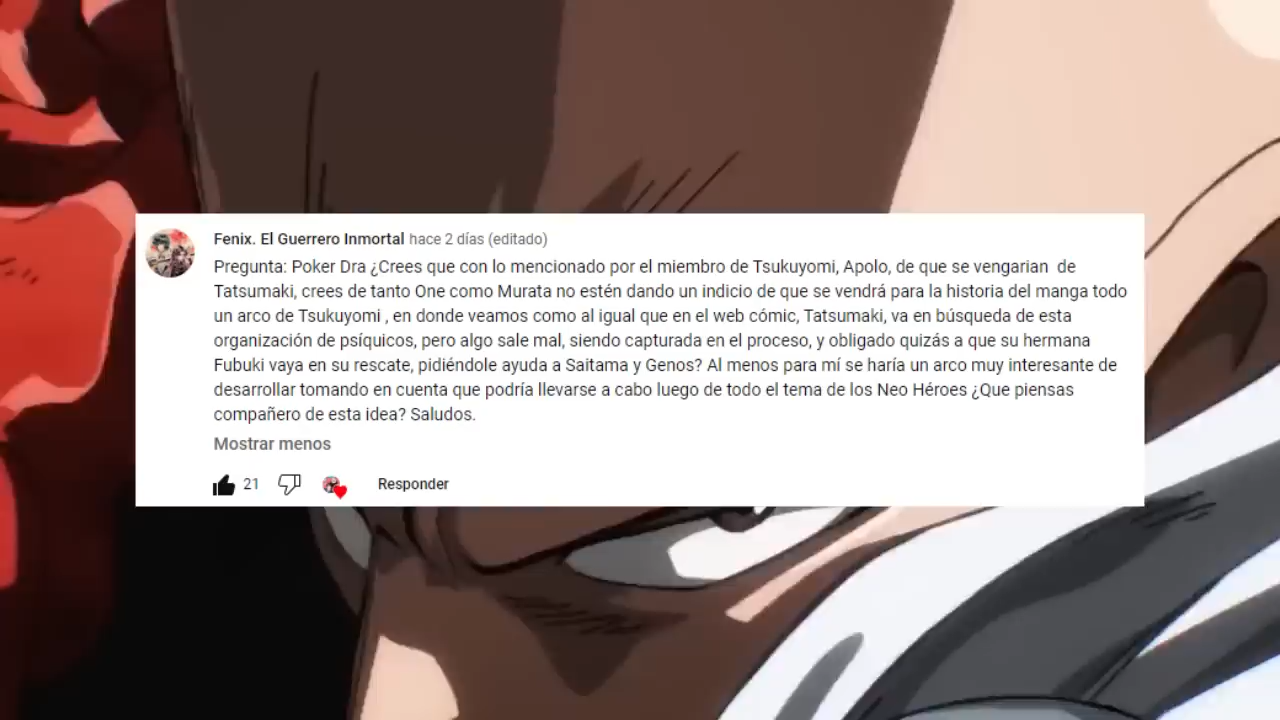 Fenix. El Guerrero Inmortal hace 2 días (editado)
Pregunta: Poker Dra ¿Crees que con lo mencionado por el miembro de Tsukuyomi, Apolo, de que se vengarian de
Tatsumaki, crees de tanto One como Murata no estén dando un indicio de que se vendrá para la historia del manga todo
un arco de Tsukuyomi , en donde veamos como al igual que en el web cómic, Tatsumaki, va en búsqueda de esta
organización de psíquicos, pero algo sale mal, siendo capturada en el proceso, y obligado quizás a que su hermana
Fubuki vaya en su rescate, pidiéndole ayuda a Saitama y Genos? Al menos para mí se haría un arco muy interesante de
desarrollar tomando en cuenta que podría llevarse a cabo luego de todo el tema de los Neo Héroes ¿Que piensas
compañero de esta idea? Saludos.
Mostrar menos
21 Responder